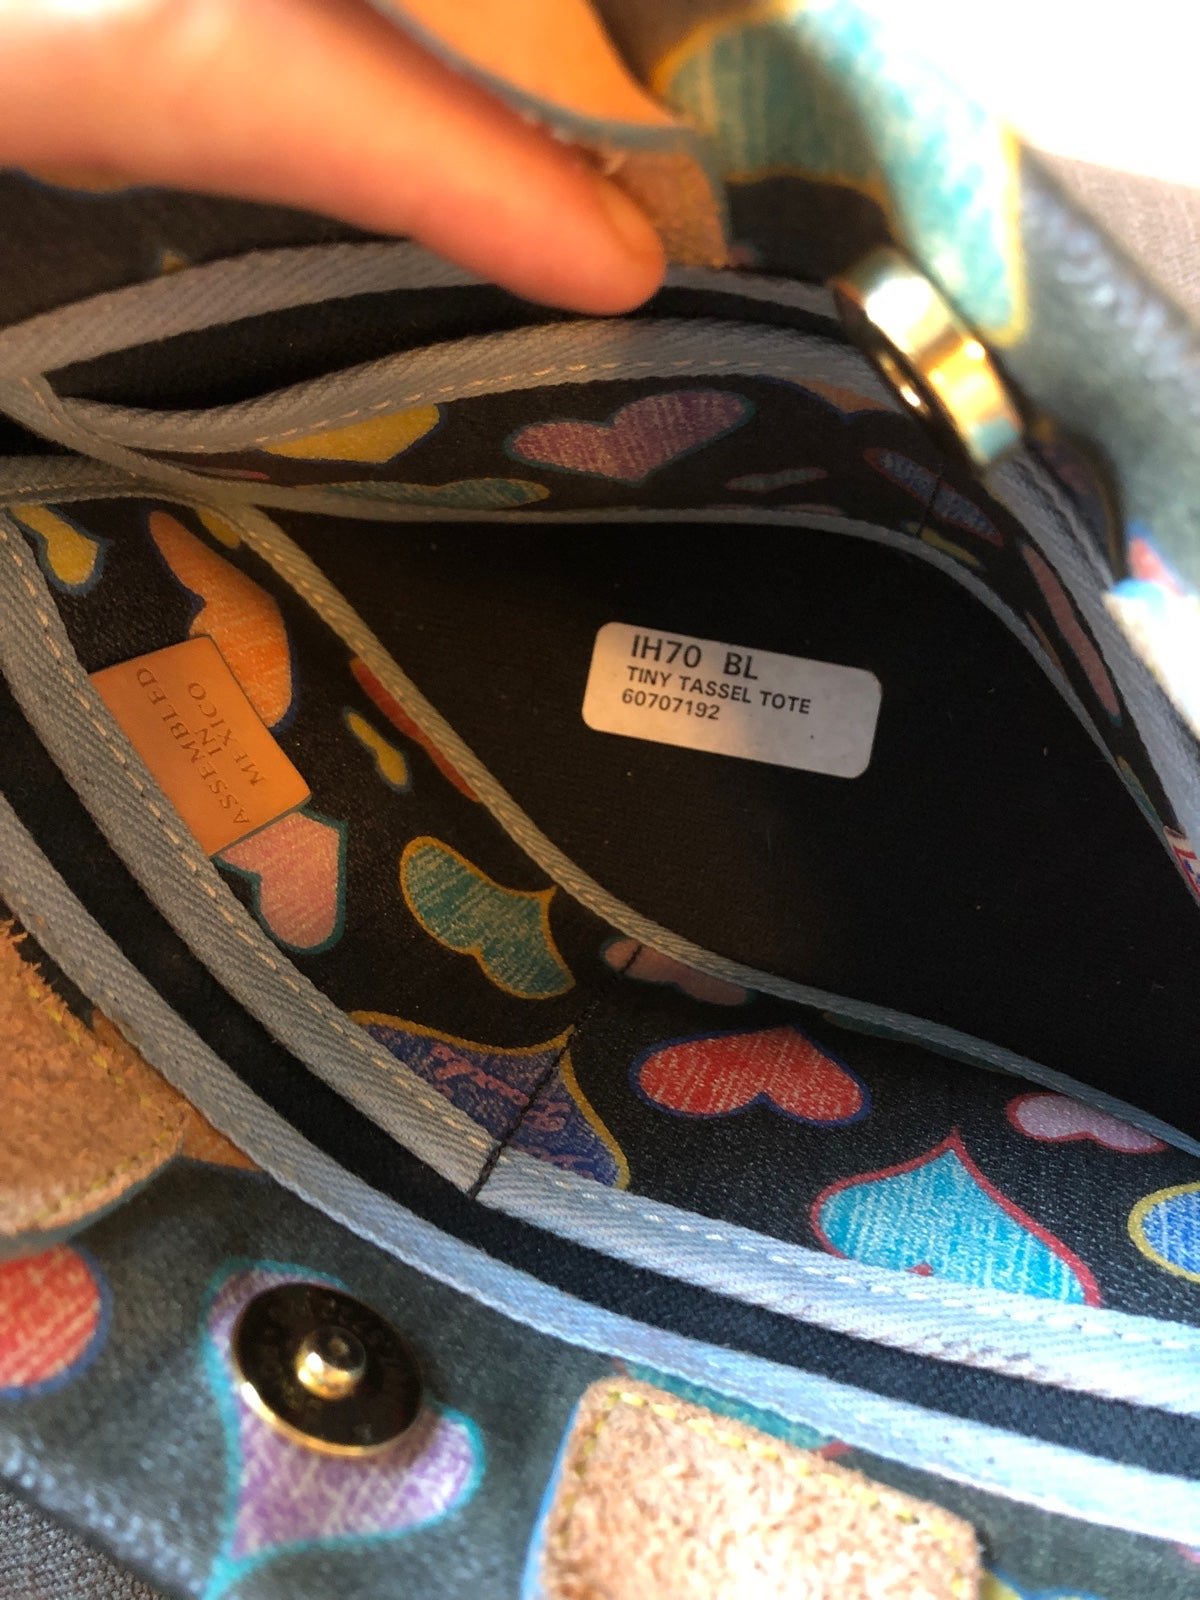 IH70 BL
TINY TASSEL TOTE
60707192
ASSEMBLED
IN
MEXICO